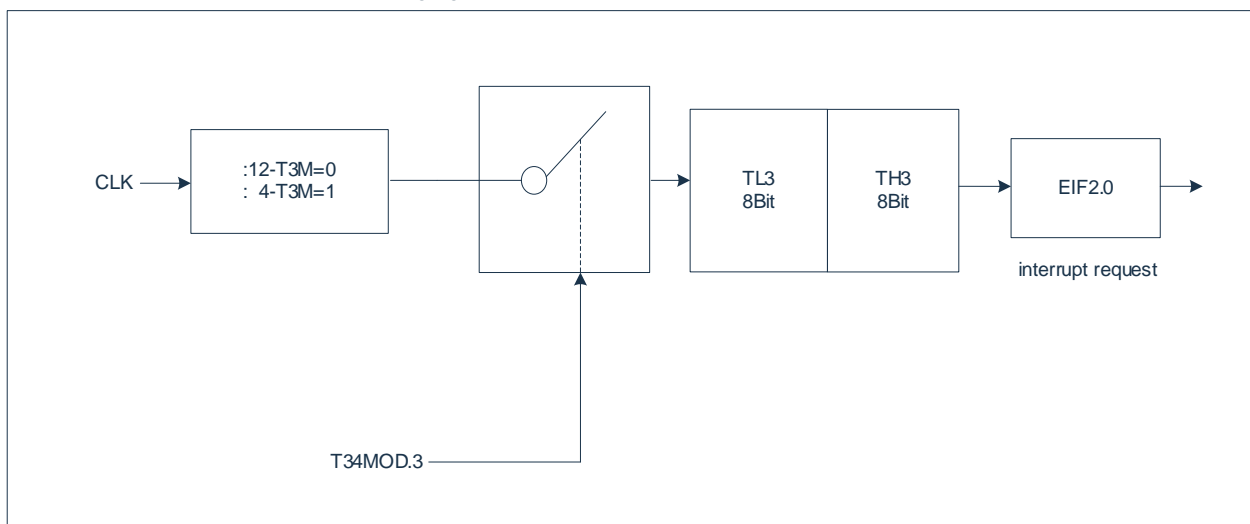 CLK
:12-T3M=0
: 4-T3M=1
TL3
8Bit
TH3
8Bit
EIF2.0
interrupt request
T34MOD.3